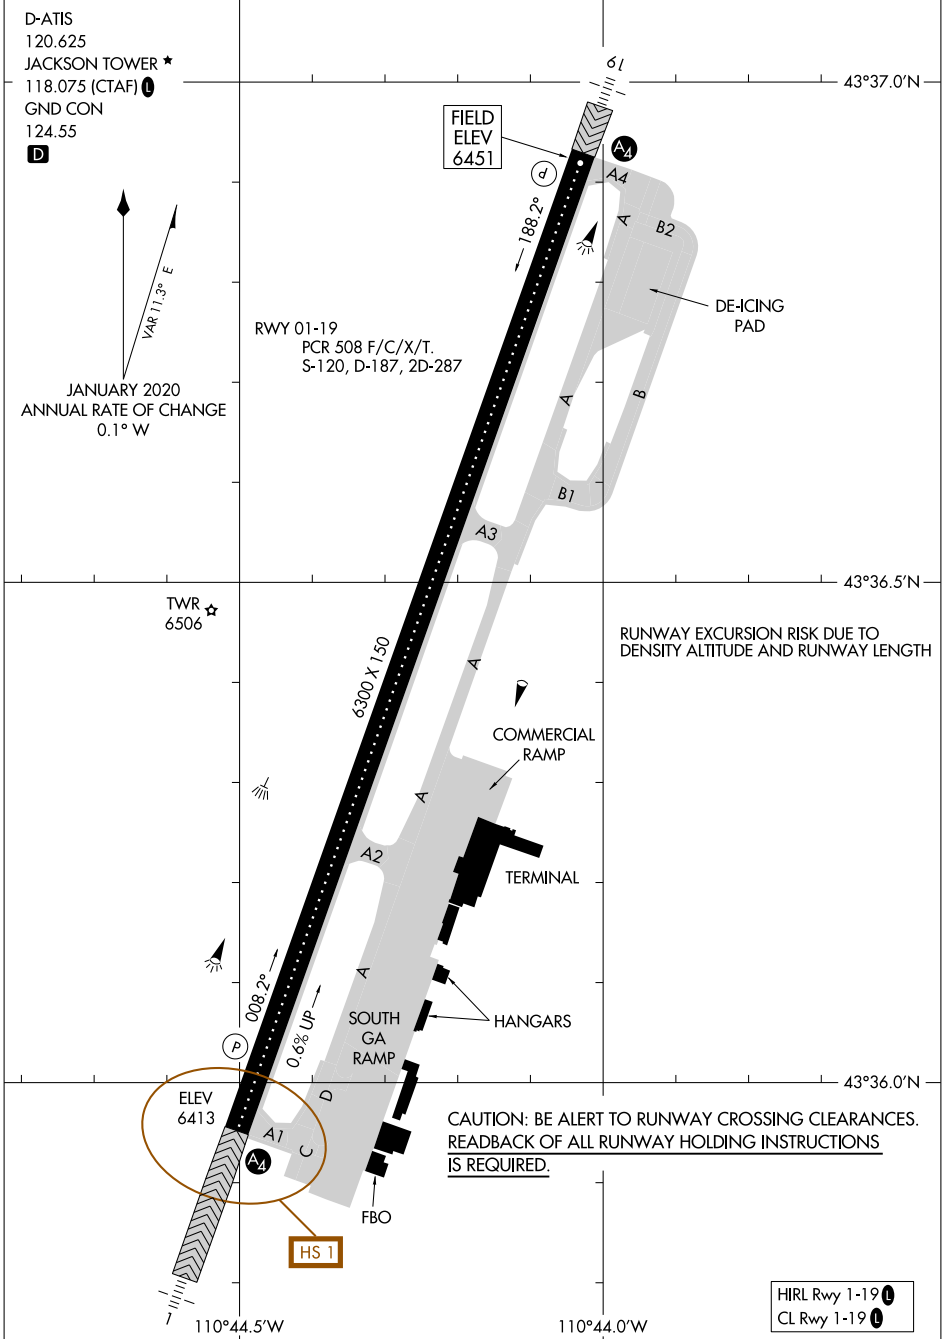 D-ATIS
120.625
JACKSON TOWER ★
118.075 (CTAF) L
GND CON
124.55
D
19
43°37.0'N
FIELD
ELEV
6451
A4
P
A4
A
B2
188.2°
VAR 11.3° E
DE-ICING
PAD
RWY 01-19
PCR 508 F/C/X/T.
S-120, D-187, 2D-287
JANUARY 2020
ANNUAL RATE OF CHANGE
0.1° W
A
B
B1
A3
43°36.5'N
TWR
6506
RUNWAY EXCURSION RISK DUE TO
DENSITY ALTITUDE AND RUNWAY LENGTH
6300 X 150
A
COMMERCIAL
RAMP
A
A2
TERMINAL
A
008.2°
0.6% UP
SOUTH
GA
RAMP
HANGARS
P
43°36.0'N
ELEV
6413
D
A1
C
A4
CAUTION: BE ALERT TO RUNWAY CROSSING CLEARANCES.
READBACK OF ALL RUNWAY HOLDING INSTRUCTIONS
IS REQUIRED.
FBO
HS 1
1
110°44.5'W
110°44.0'W
HIRL Rwy 1-19 L
CL Rwy 1-19 L